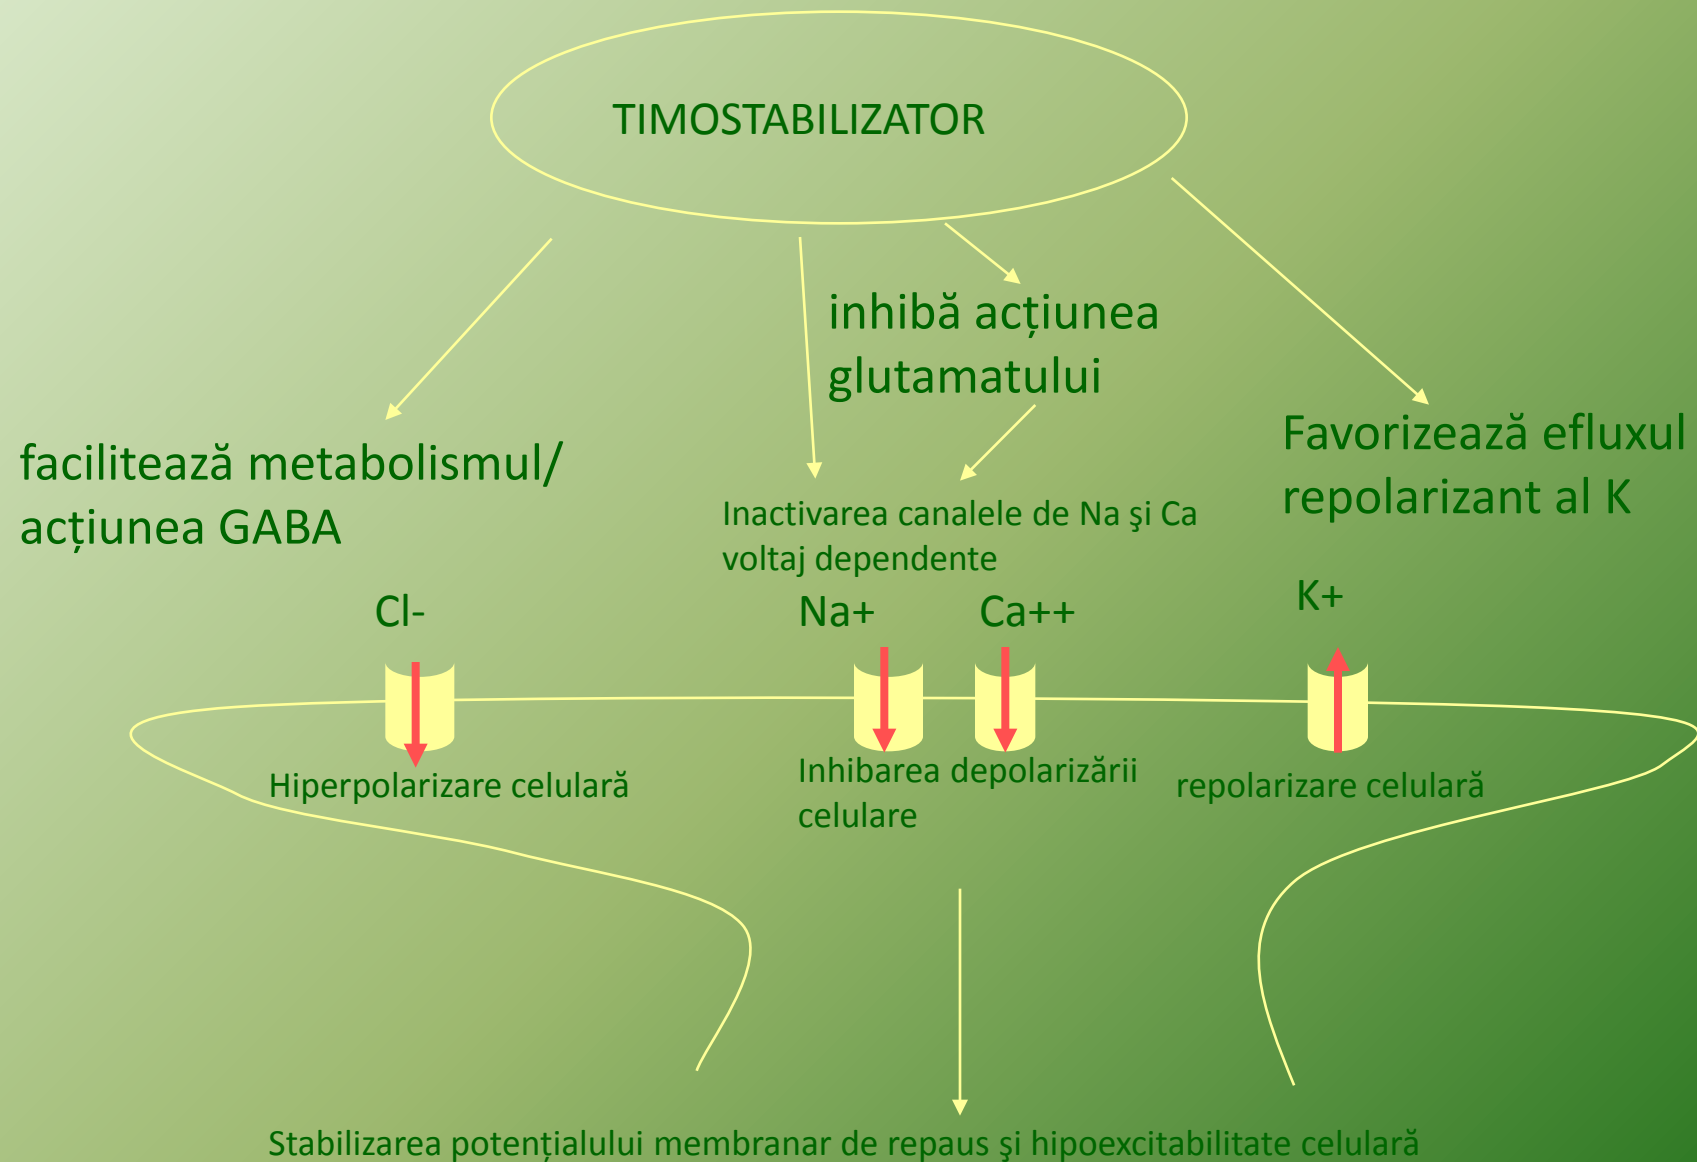 TIMOSTABILIZATOR
inhibă acțiunea
glutamatului
facilitează metabolismul/
acțiunea GABA
Favorizează efluxul
repolarizant al K
Inactivarea canalele de Na şi Ca
voltaj dependente
Cl-
Na+
Ca++
K+
Hiperpolarizare celulară
Inhibarea depolarizării
celulare
repolarizare celulară
Stabilizarea potențialului membranar de repaus şi hipoexcitabilitate celulară